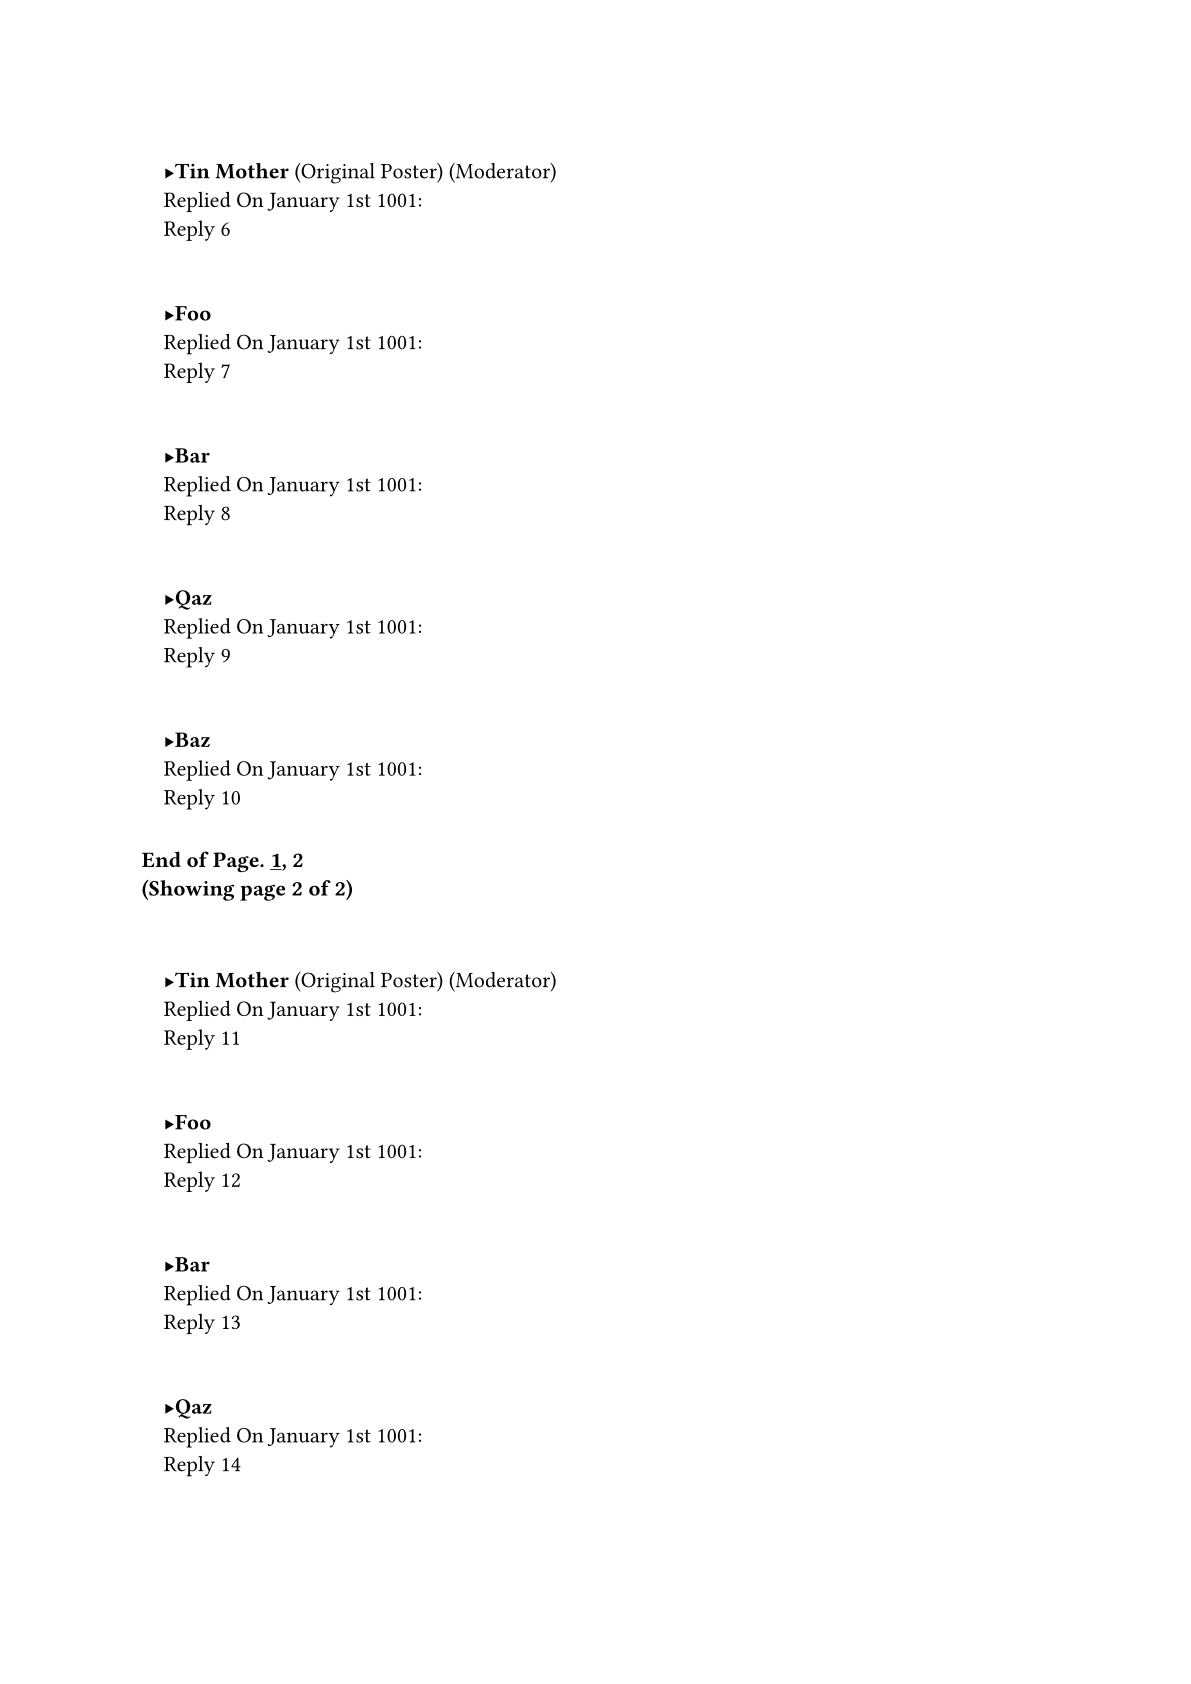 ▸Tin Mother (Original Poster) (Moderator)
Replied On January 1st 1001:
Reply 6
▸Foo
Replied On January 1st 1001:
Reply 7
▸Bar
Replied On January 1st 1001:
Reply 8
▸Qaz
Replied On January 1st 1001:
Reply 9
▸Baz
Replied On January 1st 1001:
Reply 10
End of Page. 1, 2
(Showing page 2 of 2)
▸Tin Mother (Original Poster) (Moderator)
Replied On January 1st 1001:
Reply 11
▸Foo
Replied On January 1st 1001:
Reply 12
▸Bar
Replied On January 1st 1001:
Reply 13
▸Qaz
Replied On January 1st 1001:
Reply 14